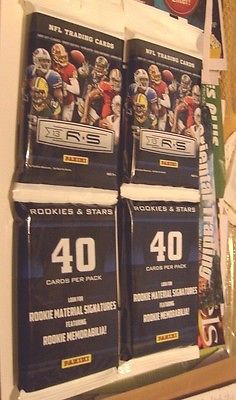 NFL TRADING CARDS
R&S
PANINI
NFL TRADING CARDS
R&S
PANINI
ROOKIES & STARS
40
CARDS PER PACK
LOOK FOR
ROOKIE MATERIAL SIGNATURES
FEATURING
ROOKIE MEMORABILIA!
PANINI
ROOKIES & STARS
40
CARDS PER PACK
LOOK FOR
ROOKIE MATERIAL SIGNATURES
FEATURING
ROOKIE MEMORABILIA!
PANINI
Oriental Trading